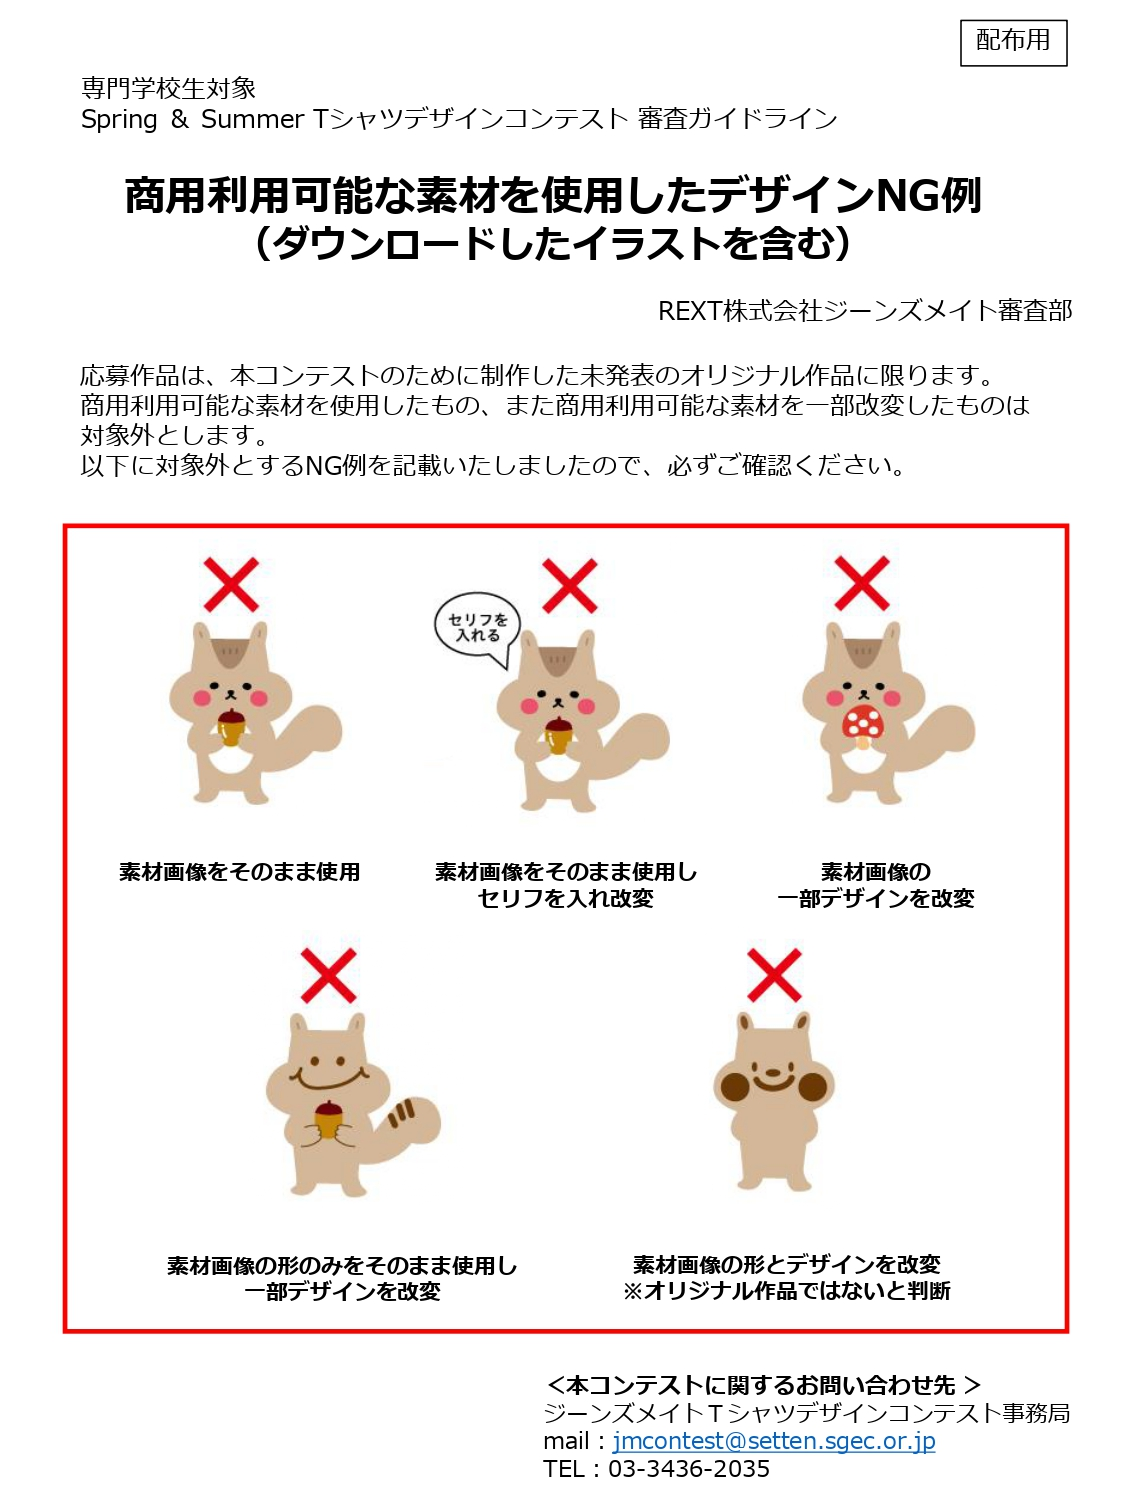 配布用
専門学校生対象
Spring ＆ Summer Tシャツデザインコンテスト 審査ガイドライン
商用利用可能な素材を使用したデザインNG例
（ダウンロードしたイラストを含む）
REXT株式会社ジーンズメイト審査部
応募作品は、本コンテストのために制作した未発表のオリジナル作品に限ります。
商用利用可能な素材を使用したもの、また商用利用可能な素材を一部改変したものは
対象外とします。
以下に対象外とするNG例を記載いたしましたので、必ずご確認ください。
セリフを
入れる
素材画像をそのまま使用
素材画像をそのまま使用し
セリフを入れ改変
素材画像の
一部デザインを改変
素材画像の形のみをそのまま使用し
一部デザインを改変
素材画像の形とデザインを改変
※オリジナル作品ではないと判断
＜本コンテストに関するお問い合わせ先 ＞
ジーンズメイトＴシャツデザインコンテスト事務局
mail：jmcontest@setten.sgec.or.jp
TEL：03-3436-2035